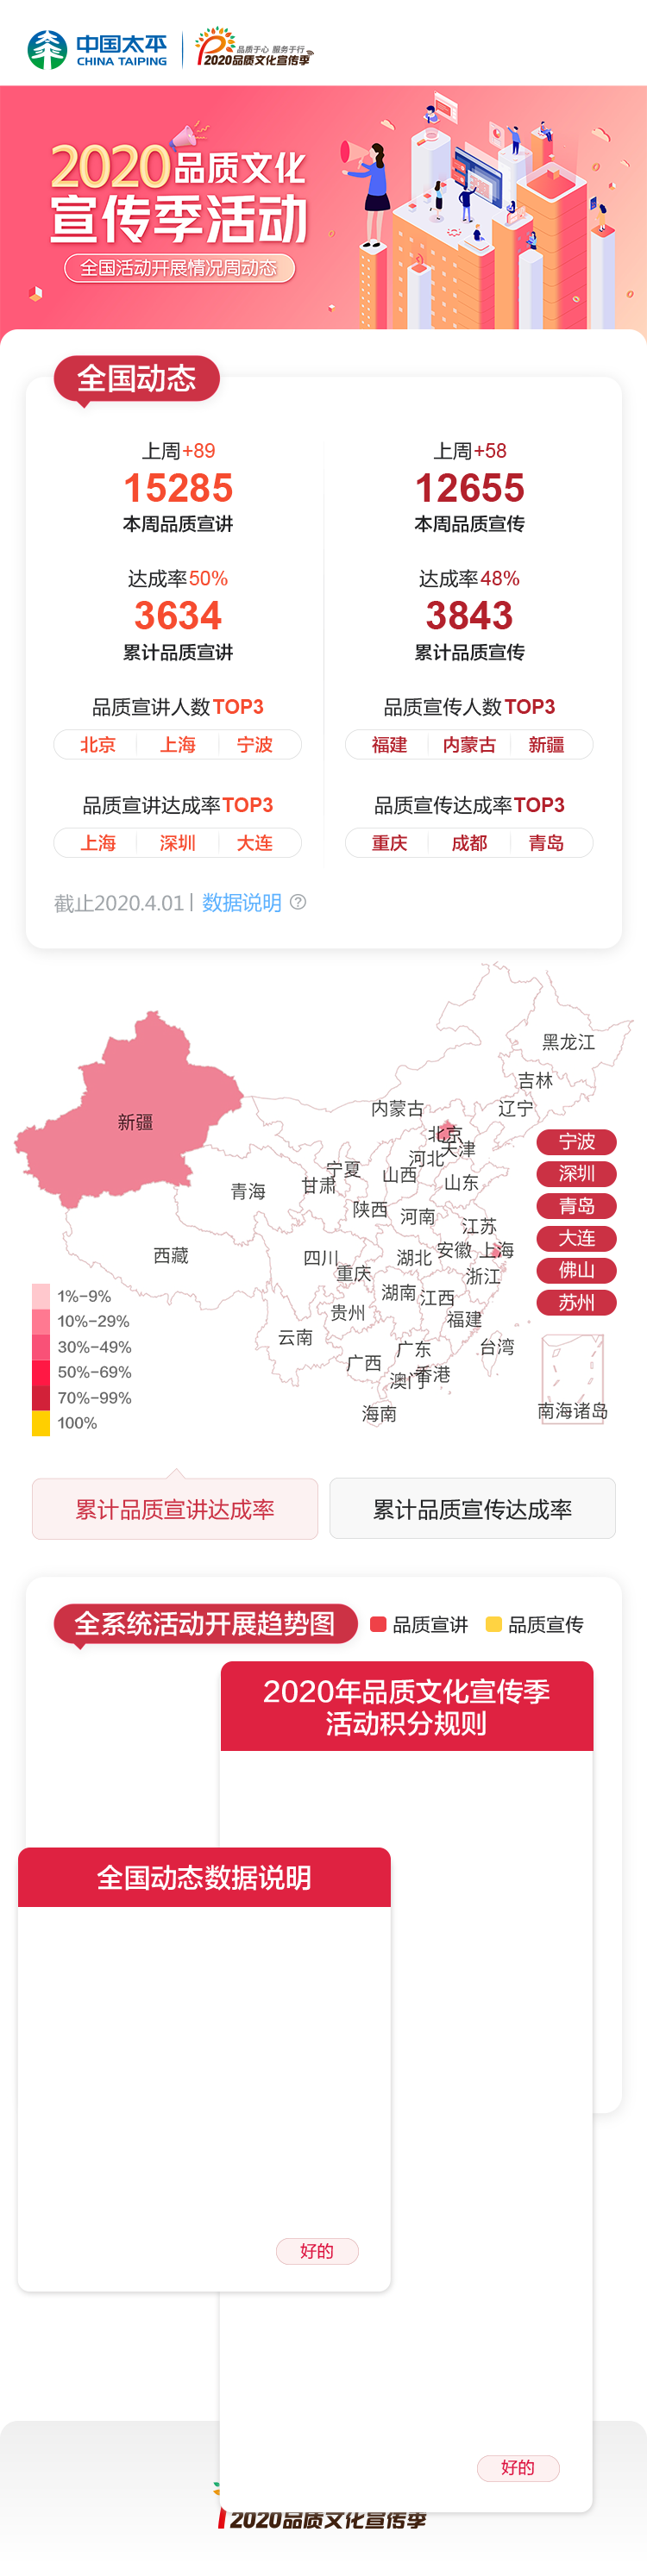 中国太平
CHINA TAIPING
品质于心 服务于行
2020品质文化宣传季
2020品质文化
宣传季活动
全国活动开展情况周动态
全国动态
上周+89
15285
本周品质宣讲
达成率50%
3634
累计品质宣讲
品质宣讲人数TOP3
北京 上海 宁波
品质宣讲达成率TOP3
上海 深圳 大连
上周+58
12655
本周品质宣传
达成率48%
3843
累计品质宣传
品质宣传人数TOP3
福建 内蒙古 新疆
品质宣传达成率TOP3
重庆 成都 青岛
截止2020.4.01 | 数据说明 ?
黑龙江
吉林
内蒙古
辽宁
新疆
北京
天津
河北
宁夏
山西
甘肃
青海
山东
陕西
河南
江苏
西藏
四川
湖北
安徽
上海
重庆
浙江
湖南
江西
贵州
福建
云南
台湾
广东
广西
香港
澳门
海南
南海诸岛
宁波
深圳
青岛
大连
佛山
苏州
1%-9%
10%-29%
30%-49%
50%-69%
70%-99%
100%
累计品质宣讲达成率
累计品质宣传达成率
全系统活动开展趋势图
品质宣讲
品质宣传
2020年品质文化宣传季
活动积分规则
全国动态数据说明
好的
好的
2020品质文化宣传季